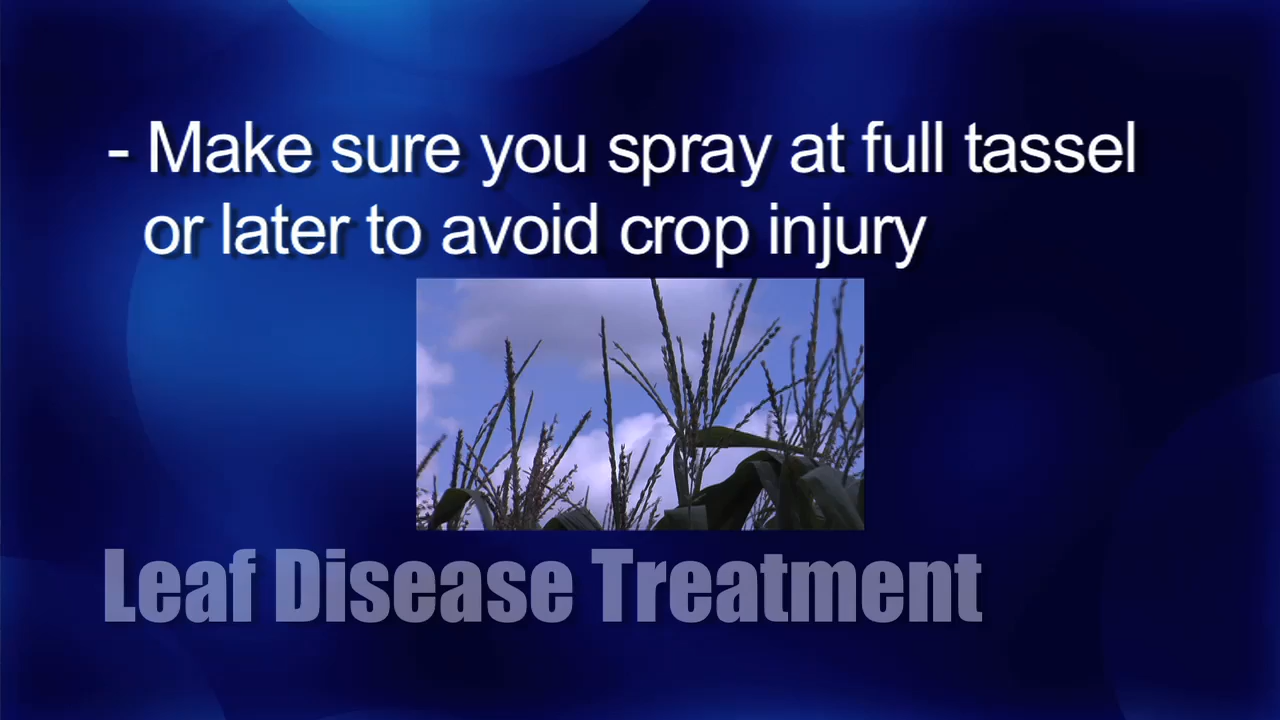 - Make sure you spray at full tassel
or later to avoid crop injury
Leaf Disease Treatment